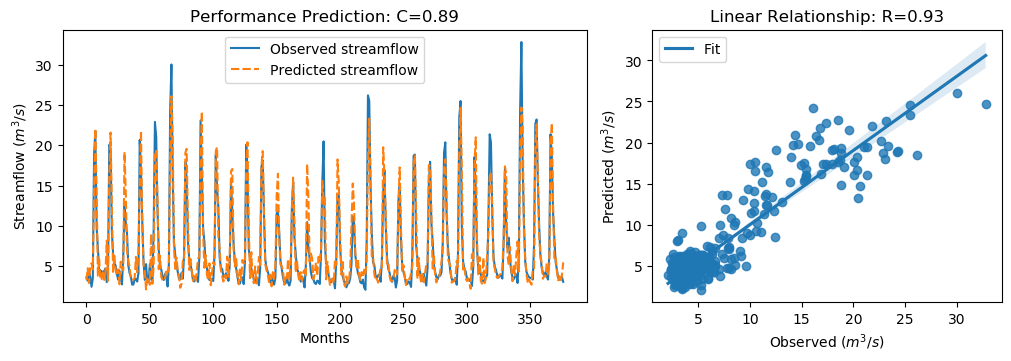 Performance Prediction: C=0.89
Observed streamflow
Predicted streamflow
Streamflow (m³/s)
30
25
20
15
10
5
0
50
100
150
200
250
300
350
Months
Linear Relationship: R=0.93
Fit
Predicted (m³/s)
30
25
20
15
10
5
5
10
15
20
25
30
Observed (m³/s)